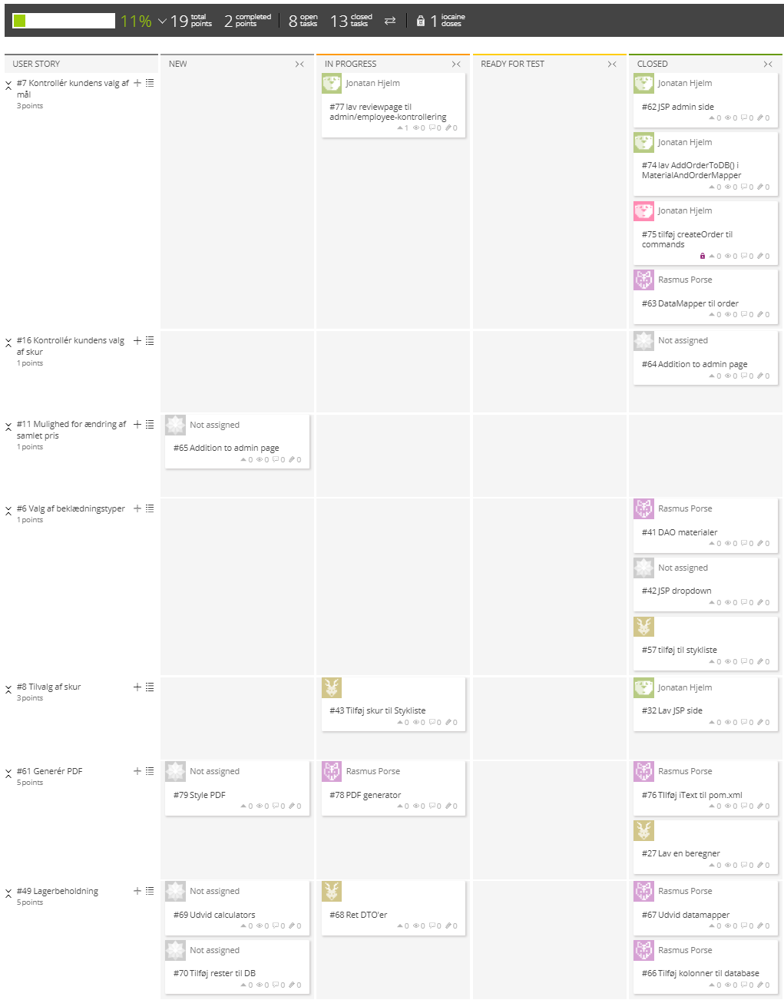 11% 19 total points 2 completed points 8 open tasks 13 closed tasks 1 iocaine doses
USER STORY NEW IN PROGRESS READY FOR TEST CLOSED
#7 Kontrollér kundens valg af
mål
3 points
Jonatan Hjelm
#77 lav reviewpage til
admin/employee-kontrollering
1 0 0 0
Jonatan Hjelm
#62 JSP admin side
0 0 0 0
Jonatan Hjelm
#74 lav AddOrderToDB() i
MaterialAndOrderMapper
0 0 0 0
Jonatan Hjelm
#75 tilføj createOrder til
commands
0 0 0 0
Rasmus Porse
#63 DataMapper til order
0 0 0 0
#16 Kontrollér kundens valg
af skur
1 points
Not assigned
#64 Addition to admin page
0 0 0 0
#11 Mulighed for ændring af
samlet pris
1 points
Not assigned
#65 Addition to admin page
0 0 0 0
#6 Valg af beklædningstyper
1 points
Rasmus Porse
#41 DAO materialer
0 0 0 0
Not assigned
#42 JSP dropdown
0 0 0 0
#57 tilføj til stykliste
0 0 0 0
#8 Tilvalg af skur
3 points
#43 Tilføj skur til Stykliste
0 0 0 0
Jonatan Hjelm
#32 Lav JSP side
0 0 0 0
#61 Generér PDF
5 points
Not assigned
#79 Style PDF
0 0 0 0
Rasmus Porse
#78 PDF generator
0 0 0 0
Rasmus Porse
#76 TIlføj iText til pom.xml
0 0 0 0
#27 Lav en beregner
0 0 0 0
#49 Lagerbeholdning
5 points
Not assigned
#69 Udvid calculators
0 0 0 0
Not assigned
#70 Tilføj rester til DB
0 0 0 0
#68 Ret DTO'er
0 0 0 0
Rasmus Porse
#67 Udvid datamapper
0 0 0 0
Rasmus Porse
#66 Tilføj kolonner til database
0 0 0 0